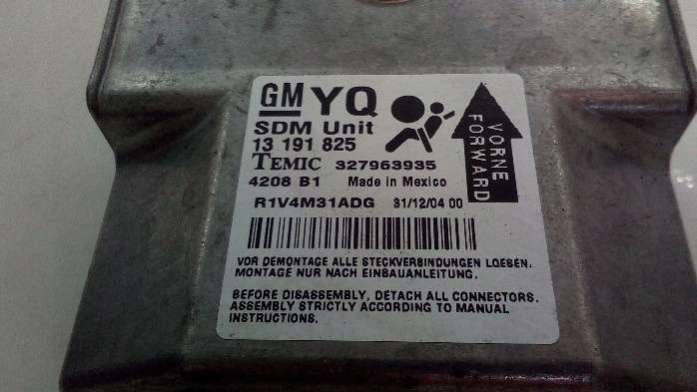 GM YQ
SDM Unit
13 191 825
TEMIC 327963935
4208 B1 Made in Mexico
R1V4M31ADG 31/12/04 00
VORNE
FORWARD
VOR DEMONTAGE ALLE STECKVERBINDUNGEN LOESEN.
MONTAGE NUR NACH EINBAUANLEITUNG.
BEFORE DISASSEMBLY, DETACH ALL CONNECTORS.
ASSEMBLY STRICTLY ACCORDING TO MANUAL
INSTRUCTIONS.